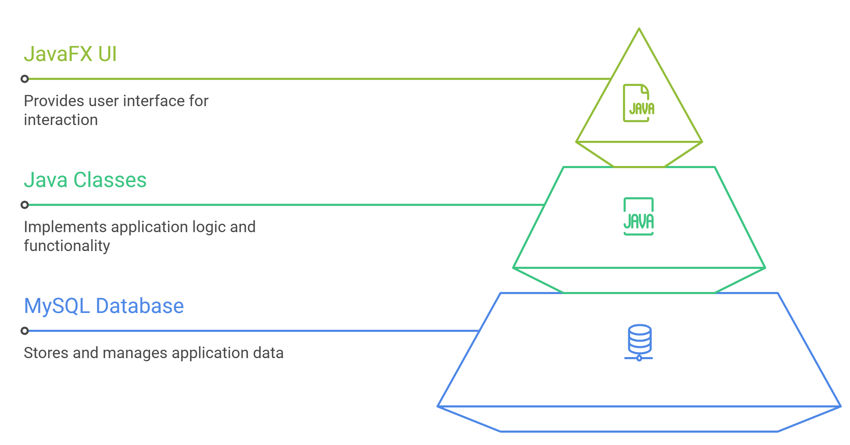 JavaFX UI
Provides user interface for
interaction
JAVA
Java Classes
Implements application logic and
functionality
JAVA
MySQL Database
Stores and manages application data